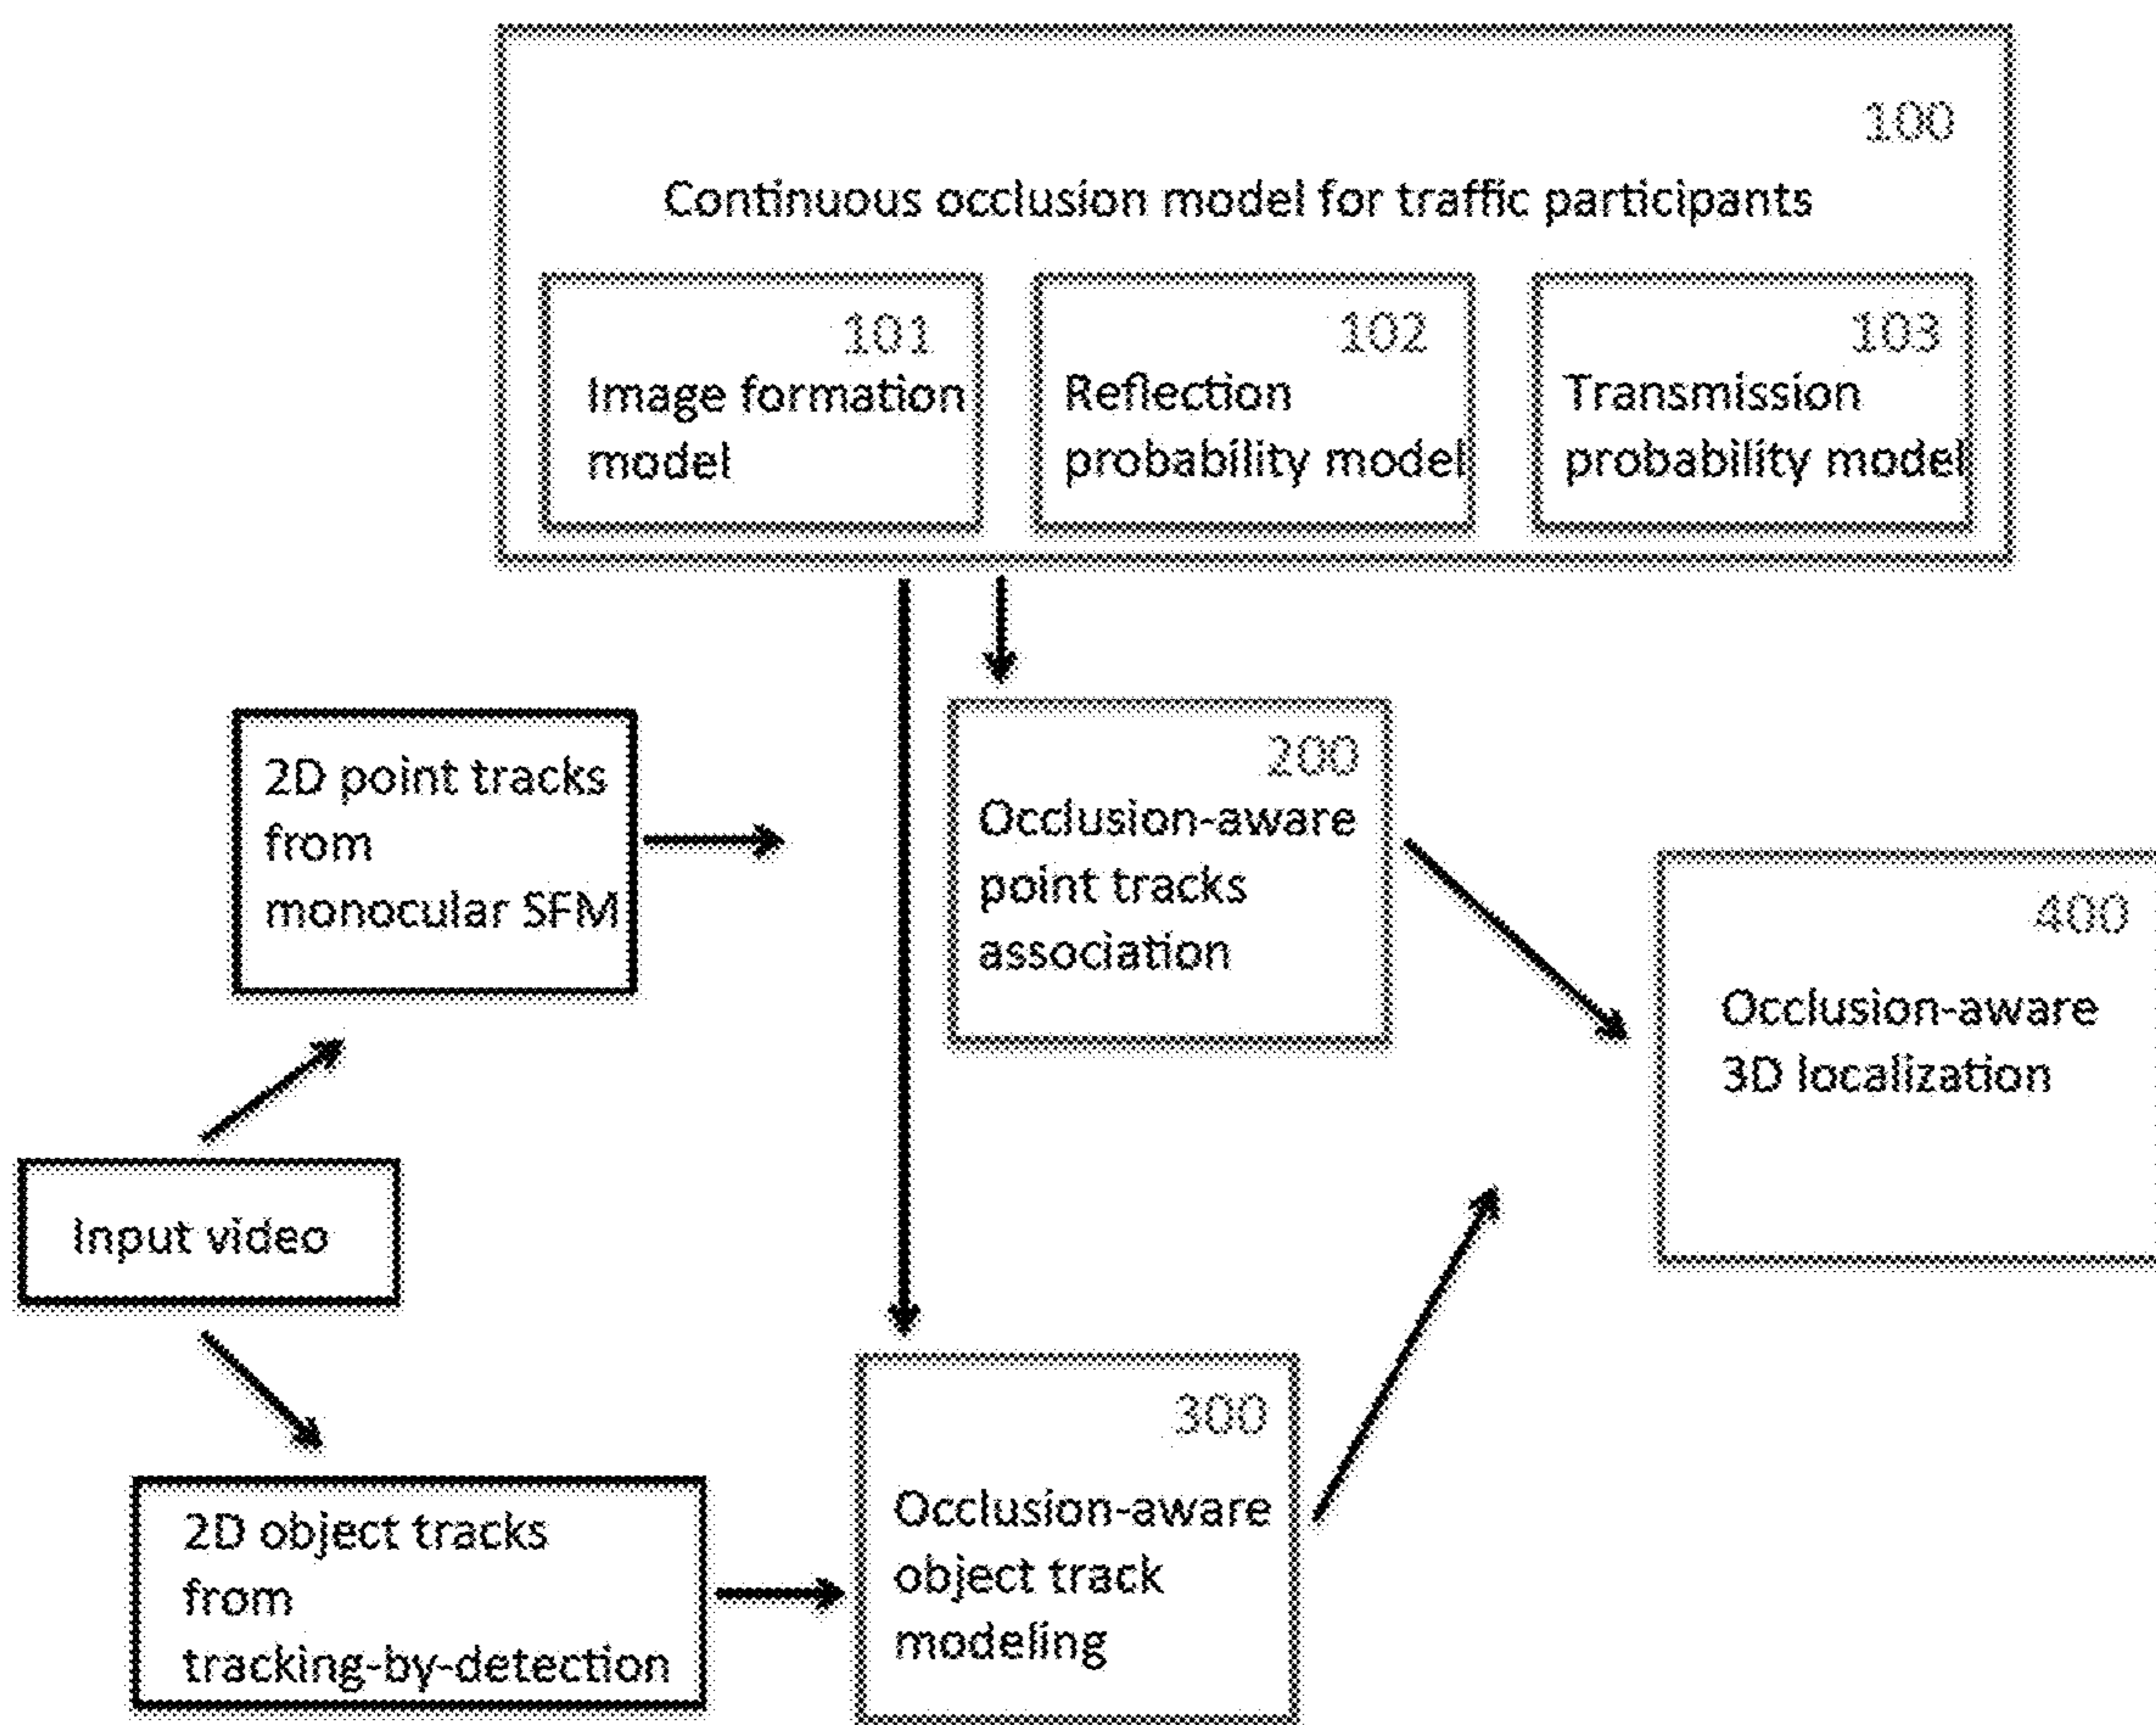 100
Continuous occlusion model for traffic participants
101
Image formation
model
102
Reflection
probability model
103
Transmission
probability model
2D point tracks
from
monocular SFM
200
Occlusion-aware
point tracks
association
400
Occlusion-aware
3D localization
Input video
300
Occlusion-aware
object track
modeling
2D object tracks
from
tracking-by-detection